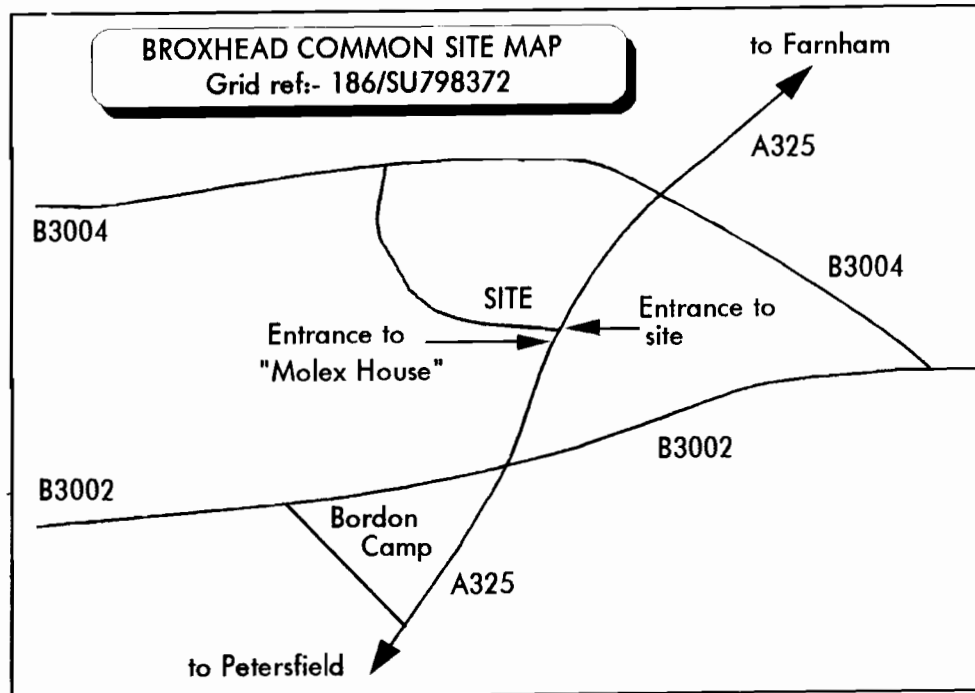 BROXHEAD COMMON SITE MAP
Grid ref:- 186/SU798372
to Farnham
A325
B3004
B3004
SITE
Entrance to
site
Entrance to
"Molex House"
B3002
B3002
Bordon
Camp
A325
to Petersfield